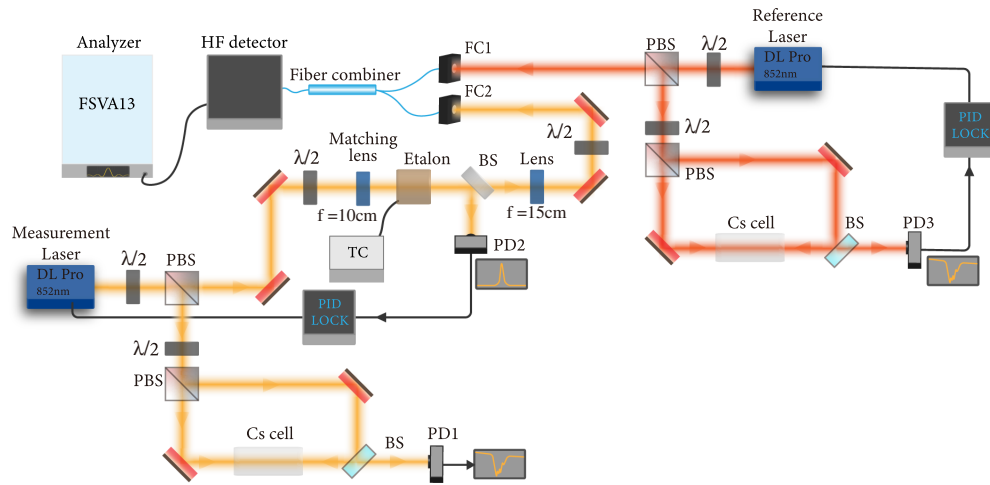 Analyzer
FSVA13
HF detector
Fiber combiner
FC1
FC2
PBS
λ/2
Reference
Laser
DL Pro
852nm
PID
LOCK
λ/2
PBS
Cs cell
BS
PD3
λ/2
Matching
lens
f =10cm
Etalon
TC
BS
Lens
f =15cm
λ/2
PD2
PID
LOCK
Measurement
Laser
DL Pro
852nm
λ/2
PBS
λ/2
PBS
Cs cell
BS
PD1